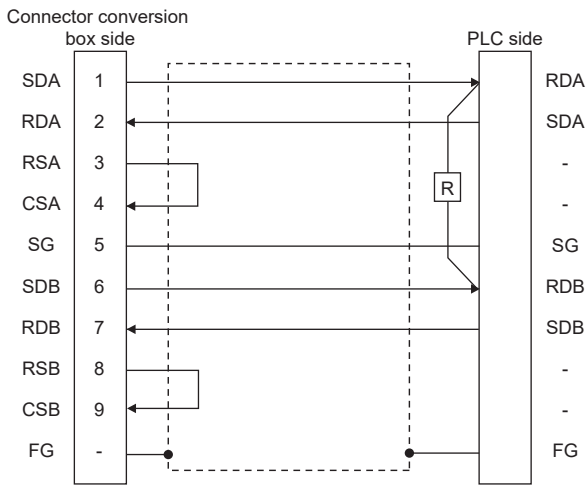 Connector conversion
box side
PLC side
SDA 1 RDA
RDA 2 SDA
RSA 3 -
CSA 4 -
R
SG 5 SG
SDB 6 RDB
RDB 7 SDB
RSB 8 -
CSB 9 -
FG - FG